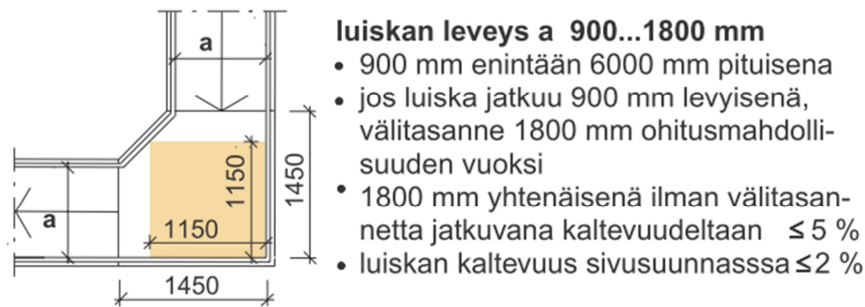 a
luiskan leveys a 900...1800 mm
• 900 mm enintään 6000 mm pituisena
• jos luiska jatkuu 900 mm levyisenä,
välitasanne 1800 mm ohitusmahdolli-
suuden vuoksi
• 1800 mm yhtenäisenä ilman välitasan-
netta jatkuvana kaltevuudeltaan ≤ 5 %
• luiskan kaltevuus sivusuunnasssa ≤ 2 %
1150
1450
a
1150
1450